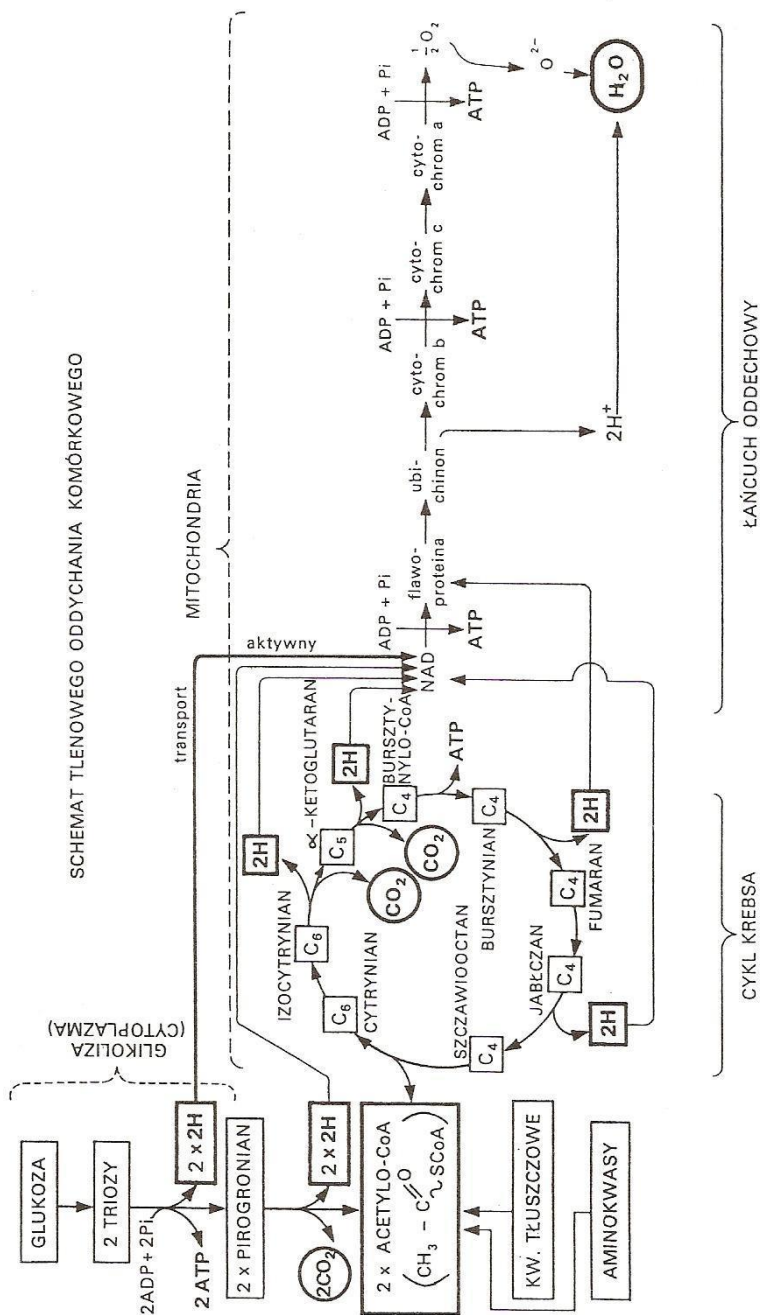 SCHEMAT TLENOWEGO ODDYCHANIA KOMÓRKOWEGO
GLUKOZA
2 TRIOZY
2ADP + 2Pi
2 ATP
2 x 2H
2 x PIROGRONIAN
2CO₂
2 x 2H
2 x ACETYLO-CoA
(CH₃ – C
O
SCoA)
KW. TŁUSZCZOWE
AMINOKWASY
GLIKOLIZA
(CYTOPLAZMA)
MITOCHONDRIA
transport
aktywny
CYTRYNIAN
C₆
IZOCYTRYNIAN
C₆
2H
CO₂
α-KETOGLUTARAN
C₅
2H
CO₂
BURSZTY-
NYLO-CoA
C₄
ATP
BURSZTYNIAN
C₄
2H
FUMARAN
C₄
JABŁCZAN
C₄
2H
SZCZAWIOOCTAN
C₄
CYKL KREBSA
NAD
ADP + Pi
ATP
flawo-
proteina
ubi-
chinon
2H⁺
cyto-
chrom b
ADP + Pi
ATP
cyto-
chrom c
cyto-
chrom a
ADP + Pi
ATP
½O₂
O²⁻
H₂O
ŁAŃCUCH ODDECHOWY